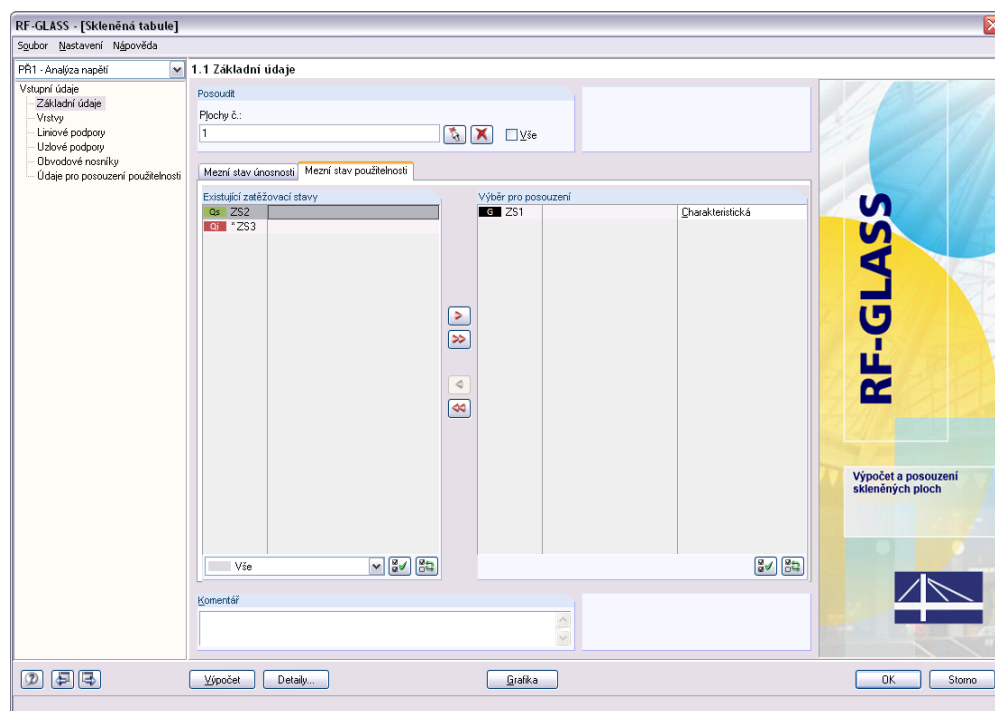 RF-GLASS - [Skleněná tabule]
Soubor Nastavení Nápověda
PŘ1 - Analýza napětí
1.1 Základní údaje
Vstupní údaje
Základní údaje
Vrstvy
Liniové podpory
Uzlové podpory
Obvodové nosníky
Údaje pro posouzení použitelnosti
Posoudit
Plochy č.:
1
Vše
Mezní stav únosnosti
Mezní stav použitelnosti
Existující zatěžovací stavy
Qs ZS2
Qi *ZS3
Výběr pro posouzení
G ZS1 Charakteristická
>
>>
<
<<
Vše
Komentář
RF-GLASS
Výpočet a posouzení
skleněných ploch
Výpočet
Detaily...
Grafika
OK
Storno